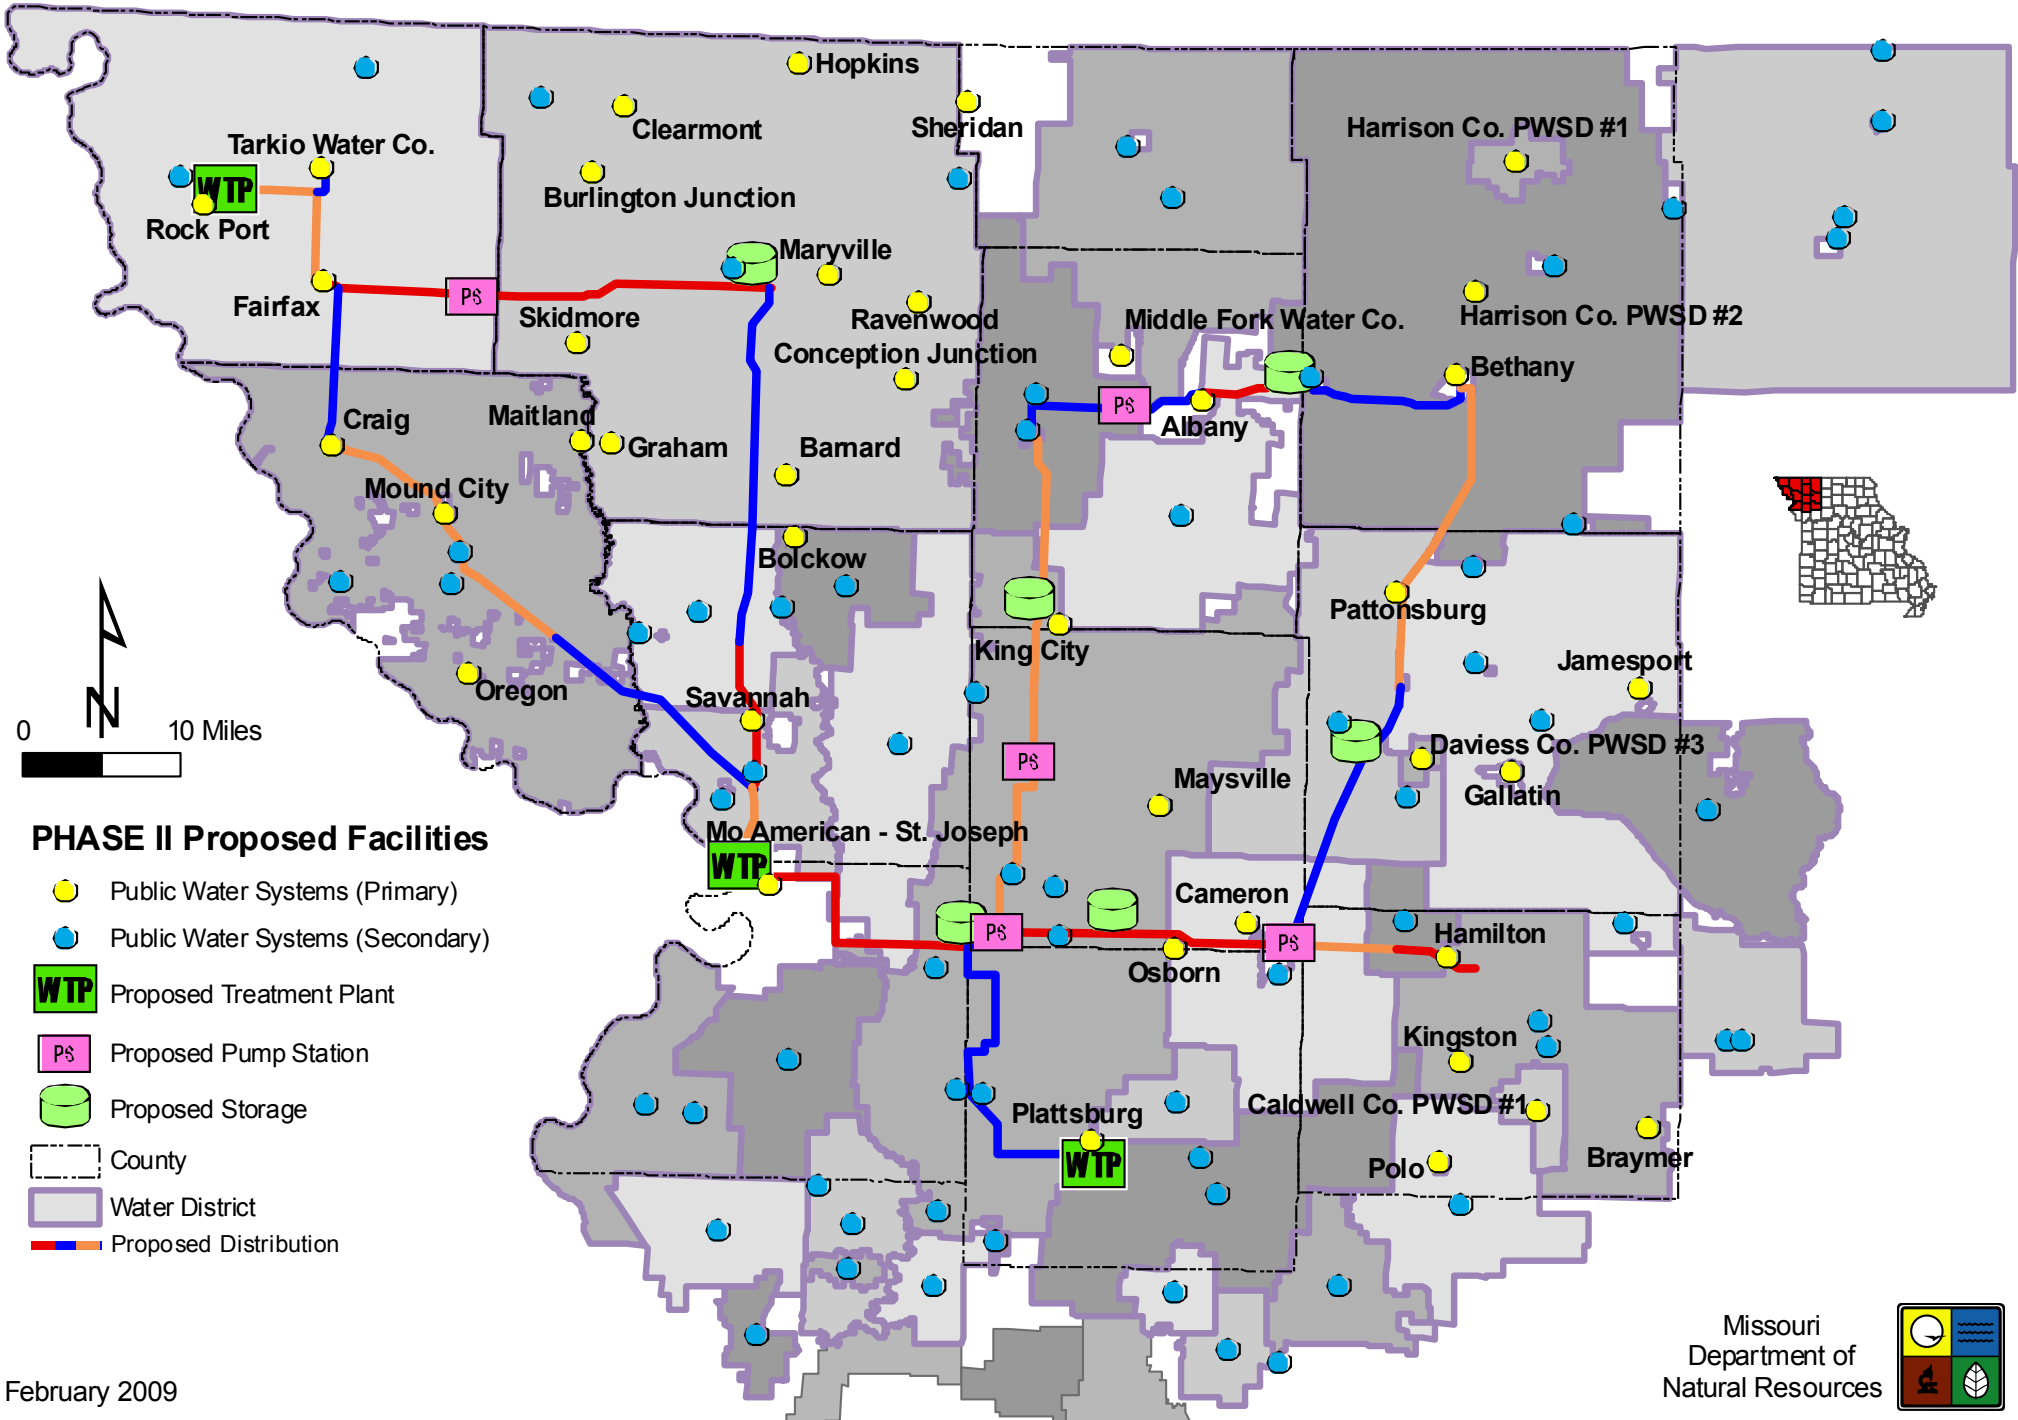 Hopkins
Clearmont
Sheridan
Harrison Co. PWSD #1
Tarkio Water Co.
WTP
Burlington Junction
Rock Port
Maryville
PS
Fairfax
Skidmore
Ravenwood
Middle Fork Water Co.
Harrison Co. PWSD #2
Conception Junction
Bethany
PS
Craig
Maitland
Albany
Graham
Barnard
Mound City
Bolckow
Pattonsburg
King City
Jamesport
N
Oregon
Savannah
0 10 Miles
Daviess Co. PWSD #3
PS
Maysville
Gallatin
PHASE II Proposed Facilities
Mo American - St. Joseph
WTP
Public Water Systems (Primary)
Cameron
Public Water Systems (Secondary)
PS
PS
Hamilton
Osborn
WTP Proposed Treatment Plant
Kingston
PS Proposed Pump Station
Proposed Storage
Plattsburg
Caldwell Co. PWSD #1
WTP
Polo
Braymer
County
Water District
Proposed Distribution
Missouri
Department of
Natural Resources
February 2009